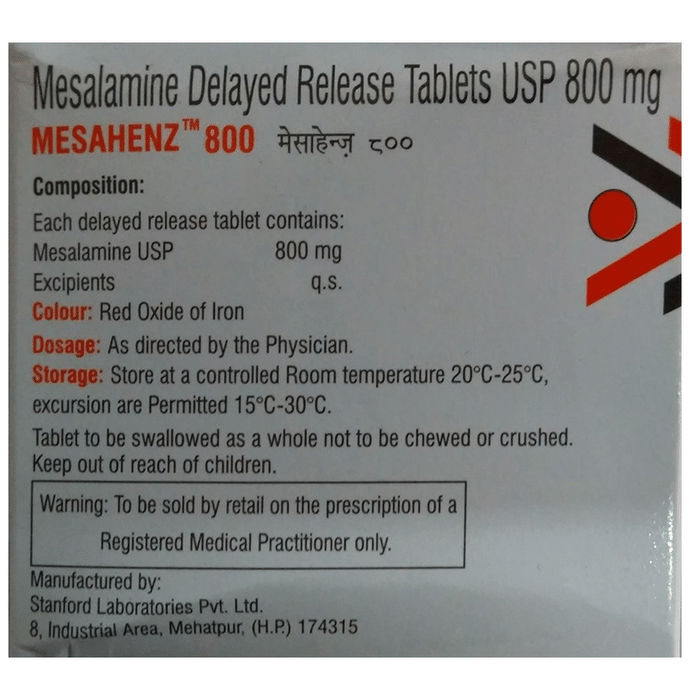 Mesalamine Delayed Release Tablets USP 800 mg
MESAHENZ™ 800 मेसाहेन्ज़ ८००
Composition:
Each delayed release tablet contains:
Mesalamine USP 800 mg
Excipients q.s.
Colour: Red Oxide of Iron
Dosage: As directed by the Physician.
Storage: Store at a controlled Room temperature 20°C-25°C,
excursion are Permitted 15°C-30°C.
Tablet to be swallowed as a whole not to be chewed or crushed.
Keep out of reach of children.
Warning: To be sold by retail on the prescription of a
Registered Medical Practitioner only.
Manufactured by:
Stanford Laboratories Pvt. Ltd.
8, Industrial Area, Mehatpur, (H.P.) 174315